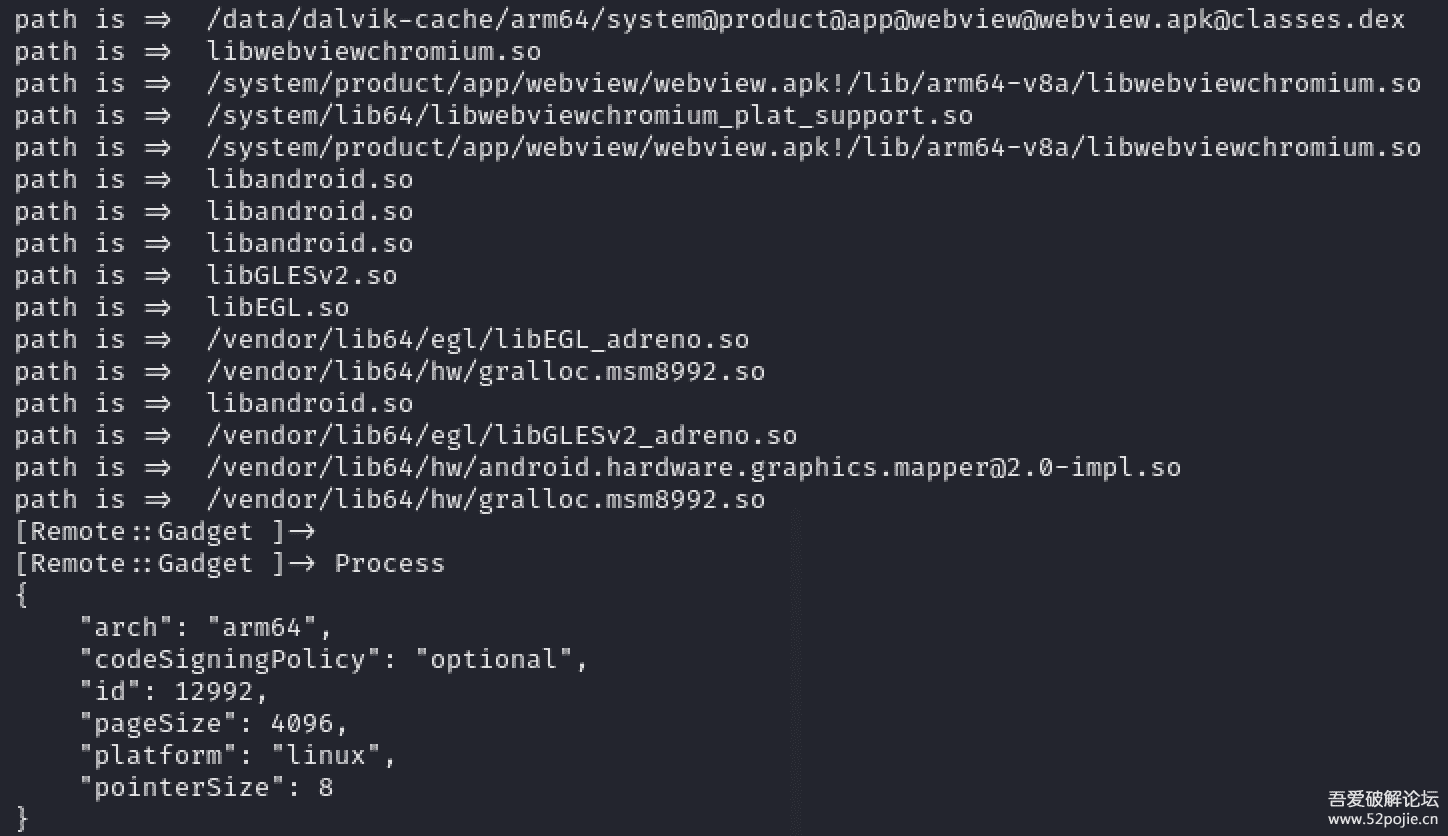 path is ⇒  /data/dalvik-cache/arm64/system@product@app@webview@webview.apk@classes.dex
path is ⇒  libwebviewchromium.so
path is ⇒  /system/product/app/webview/webview.apk!/lib/arm64-v8a/libwebviewchromium.so
path is ⇒  /system/lib64/libwebviewchromium_plat_support.so
path is ⇒  /system/product/app/webview/webview.apk!/lib/arm64-v8a/libwebviewchromium.so
path is ⇒  libandroid.so
path is ⇒  libandroid.so
path is ⇒  libandroid.so
path is ⇒  libGLESv2.so
path is ⇒  libEGL.so
path is ⇒  /vendor/lib64/egl/libEGL_adreno.so
path is ⇒  /vendor/lib64/hw/gralloc.msm8992.so
path is ⇒  libandroid.so
path is ⇒  /vendor/lib64/egl/libGLESv2_adreno.so
path is ⇒  /vendor/lib64/hw/android.hardware.graphics.mapper@2.0-impl.so
path is ⇒  /vendor/lib64/hw/gralloc.msm8992.so
[Remote::Gadget ]→
[Remote::Gadget ]→ Process
{
    "arch": "arm64",
    "codeSigningPolicy": "optional",
    "id": 12992,
    "pageSize": 4096,
    "platform": "linux",
    "pointerSize": 8
}
吾爱破解论坛
www.52pojie.cn